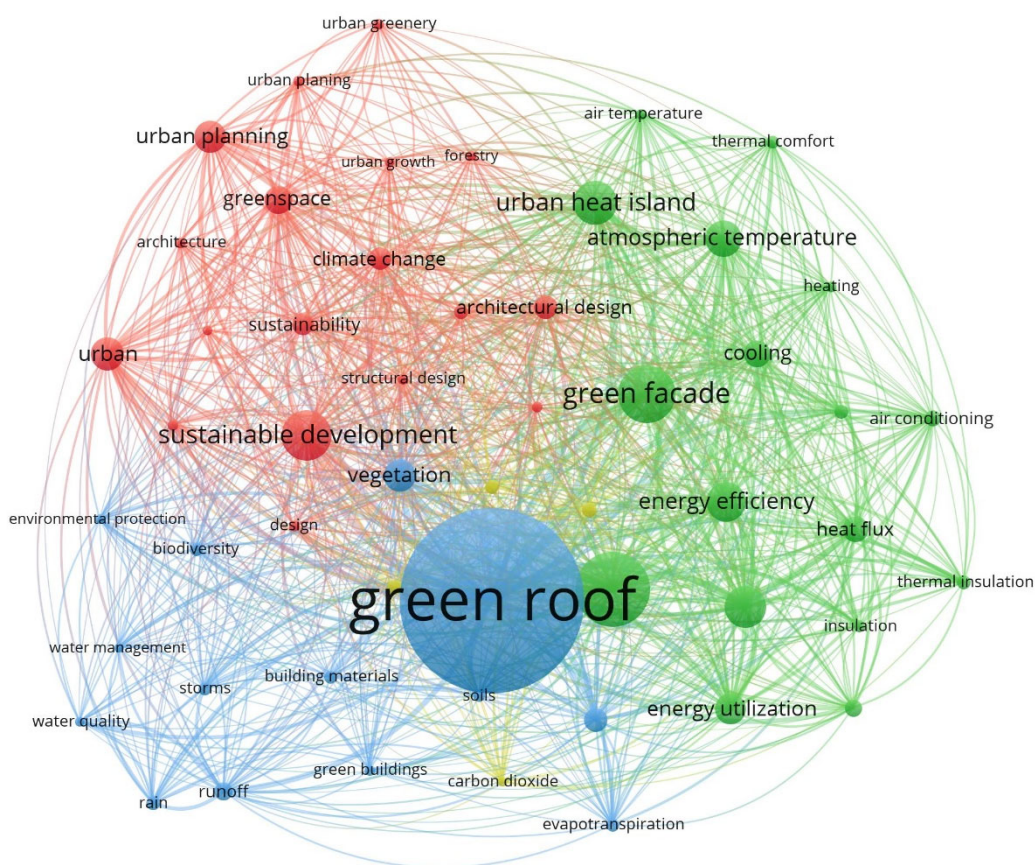 urban greenery
urban planing
air temperature
urban planning
thermal comfort
urban growth
forestry
greenspace
urban heat island
atmospheric temperature
architecture
climate change
heating
architectural design
sustainability
urban
cooling
structural design
green facade
air conditioning
sustainable development
vegetation
energy efficiency
environmental protection
design
heat flux
biodiversity
thermal insulation
green roof
insulation
water management
building materials
storms
soils
energy utilization
water quality
green buildings
carbon dioxide
runoff
rain
evapotranspiration